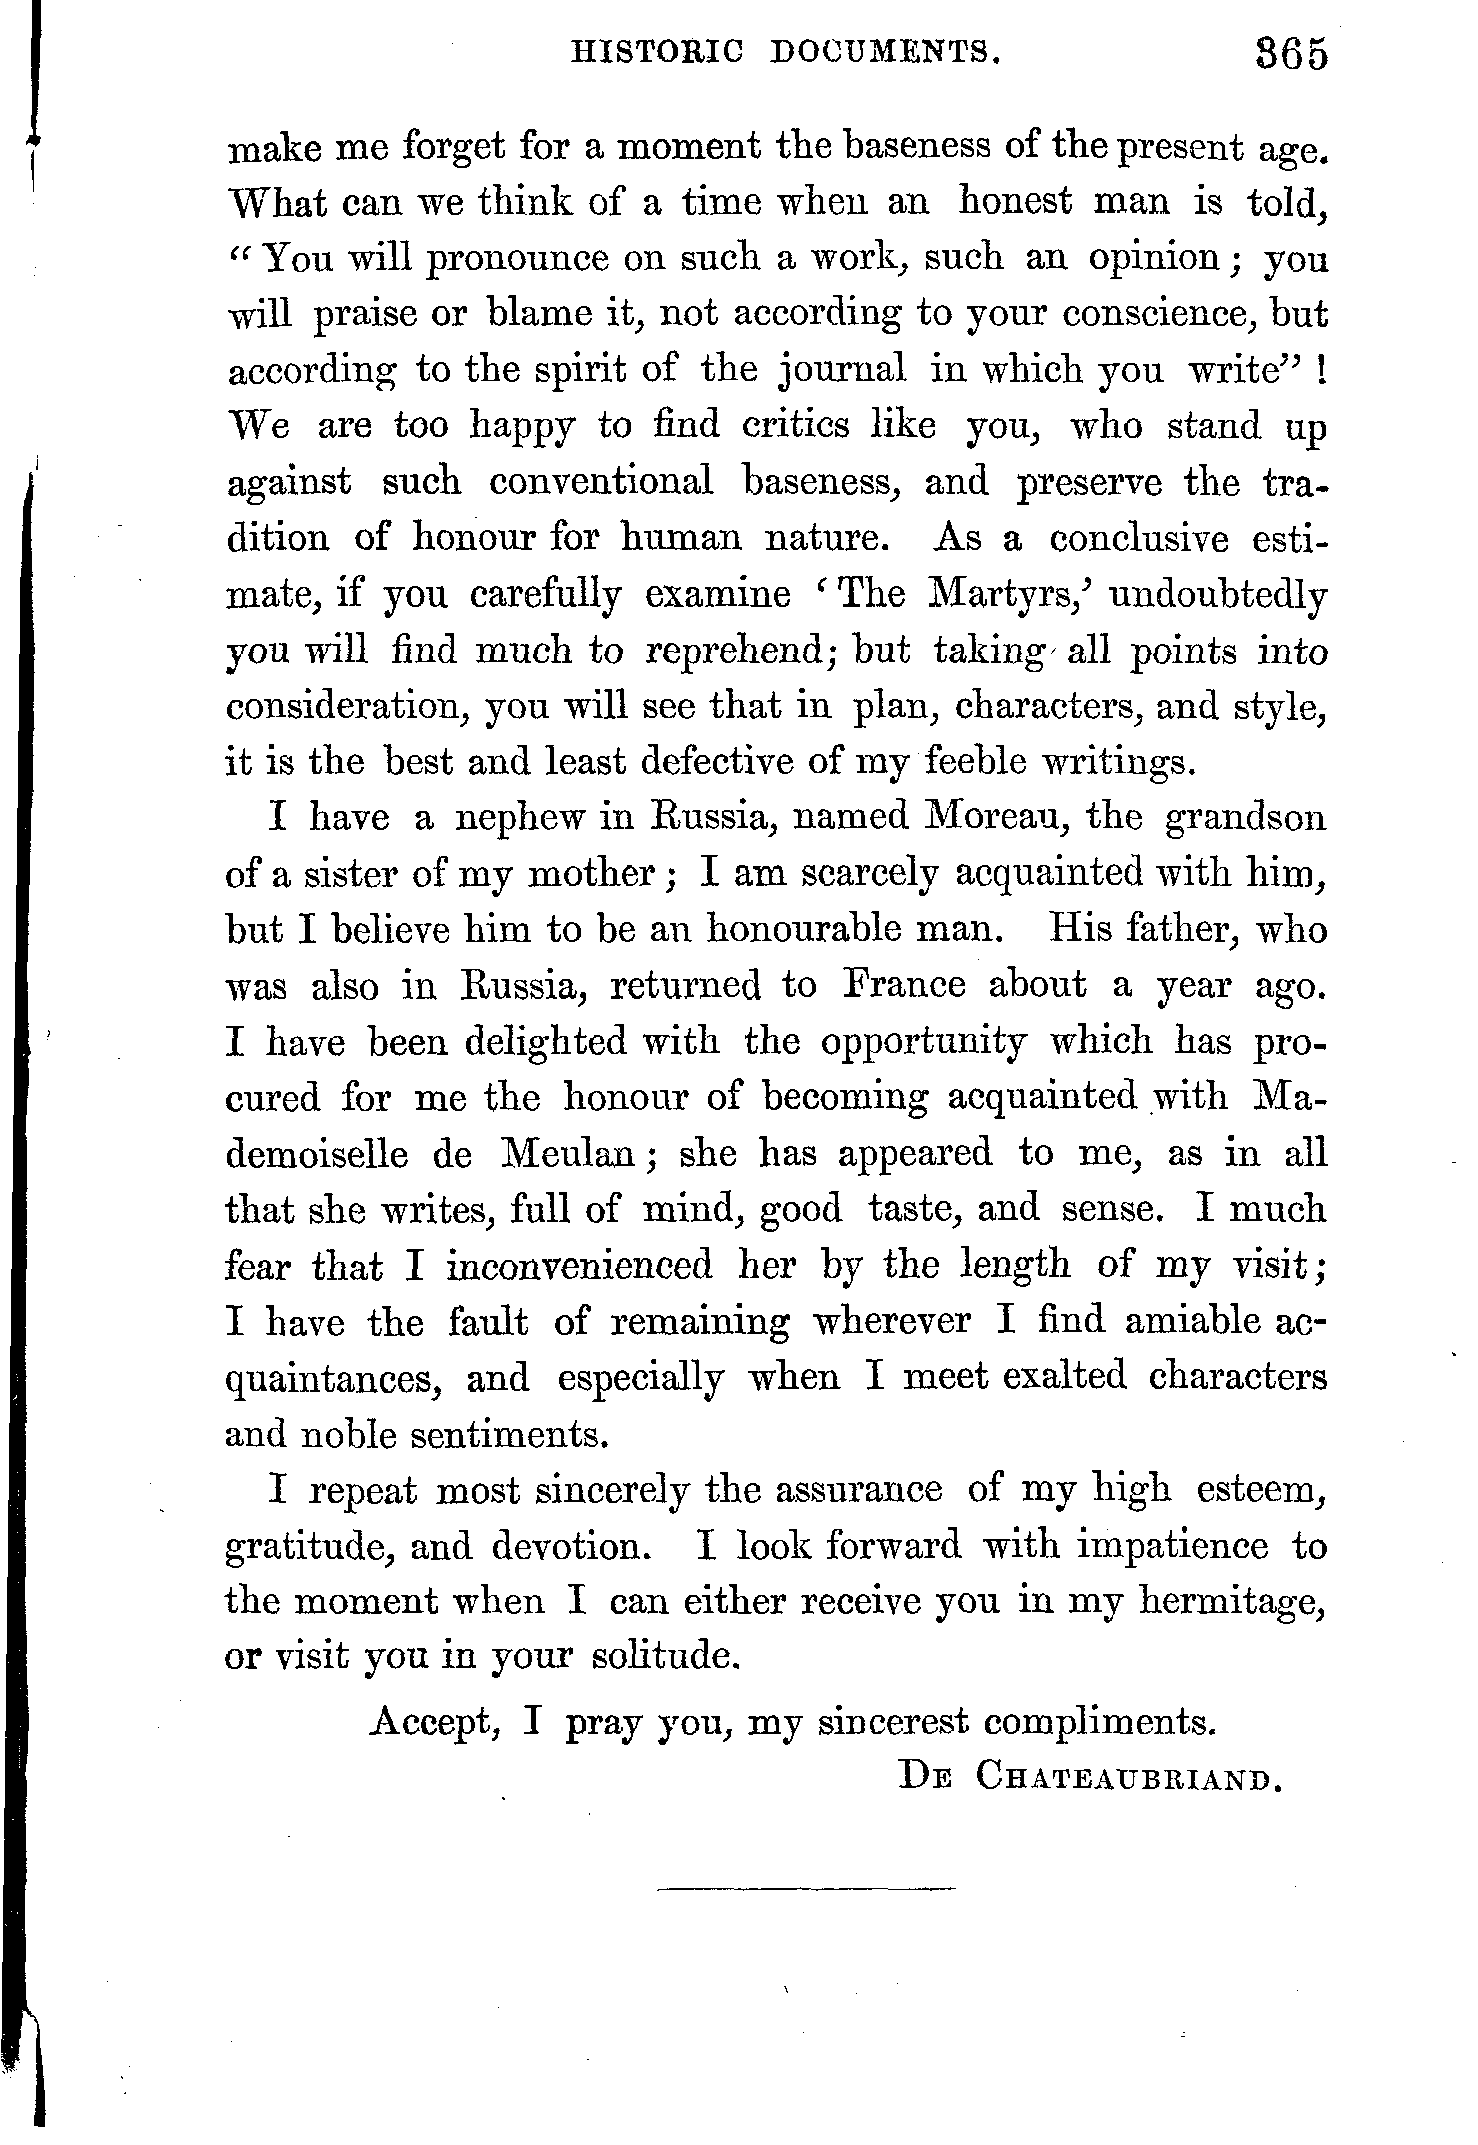 HISTORIC DOCUMENTS. 365
make me forget for a moment the baseness of the present age.
What can we think of a time when an honest man is told,
“You will pronounce on such a work, such an opinion; you
will praise or blame it, not according to your conscience, but
according to the spirit of the journal in which you write”!
We are too happy to find critics like you, who stand up
against such conventional baseness, and preserve the tra-
dition of honour for human nature. As a conclusive esti-
mate, if you carefully examine ‘The Martyrs,’ undoubtedly
you will find much to reprehend; but taking all points into
consideration, you will see that in plan, characters, and style,
it is the best and least defective of my feeble writings.
I have a nephew in Russia, named Moreau, the grandson
of a sister of my mother; I am scarcely acquainted with him,
but I believe him to be an honourable man. His father, who
was also in Russia, returned to France about a year ago.
I have been delighted with the opportunity which has pro-
cured for me the honour of becoming acquainted with Ma-
demoiselle de Meulan; she has appeared to me, as in all
that she writes, full of mind, good taste, and sense. I much
fear that I inconvenienced her by the length of my visit;
I have the fault of remaining wherever I find amiable ac-
quaintances, and especially when I meet exalted characters
and noble sentiments.
I repeat most sincerely the assurance of my high esteem,
gratitude, and devotion. I look forward with impatience to
the moment when I can either receive you in my hermitage,
or visit you in your solitude.
Accept, I pray you, my sincerest compliments.
DE CHATEAUBRIAND.